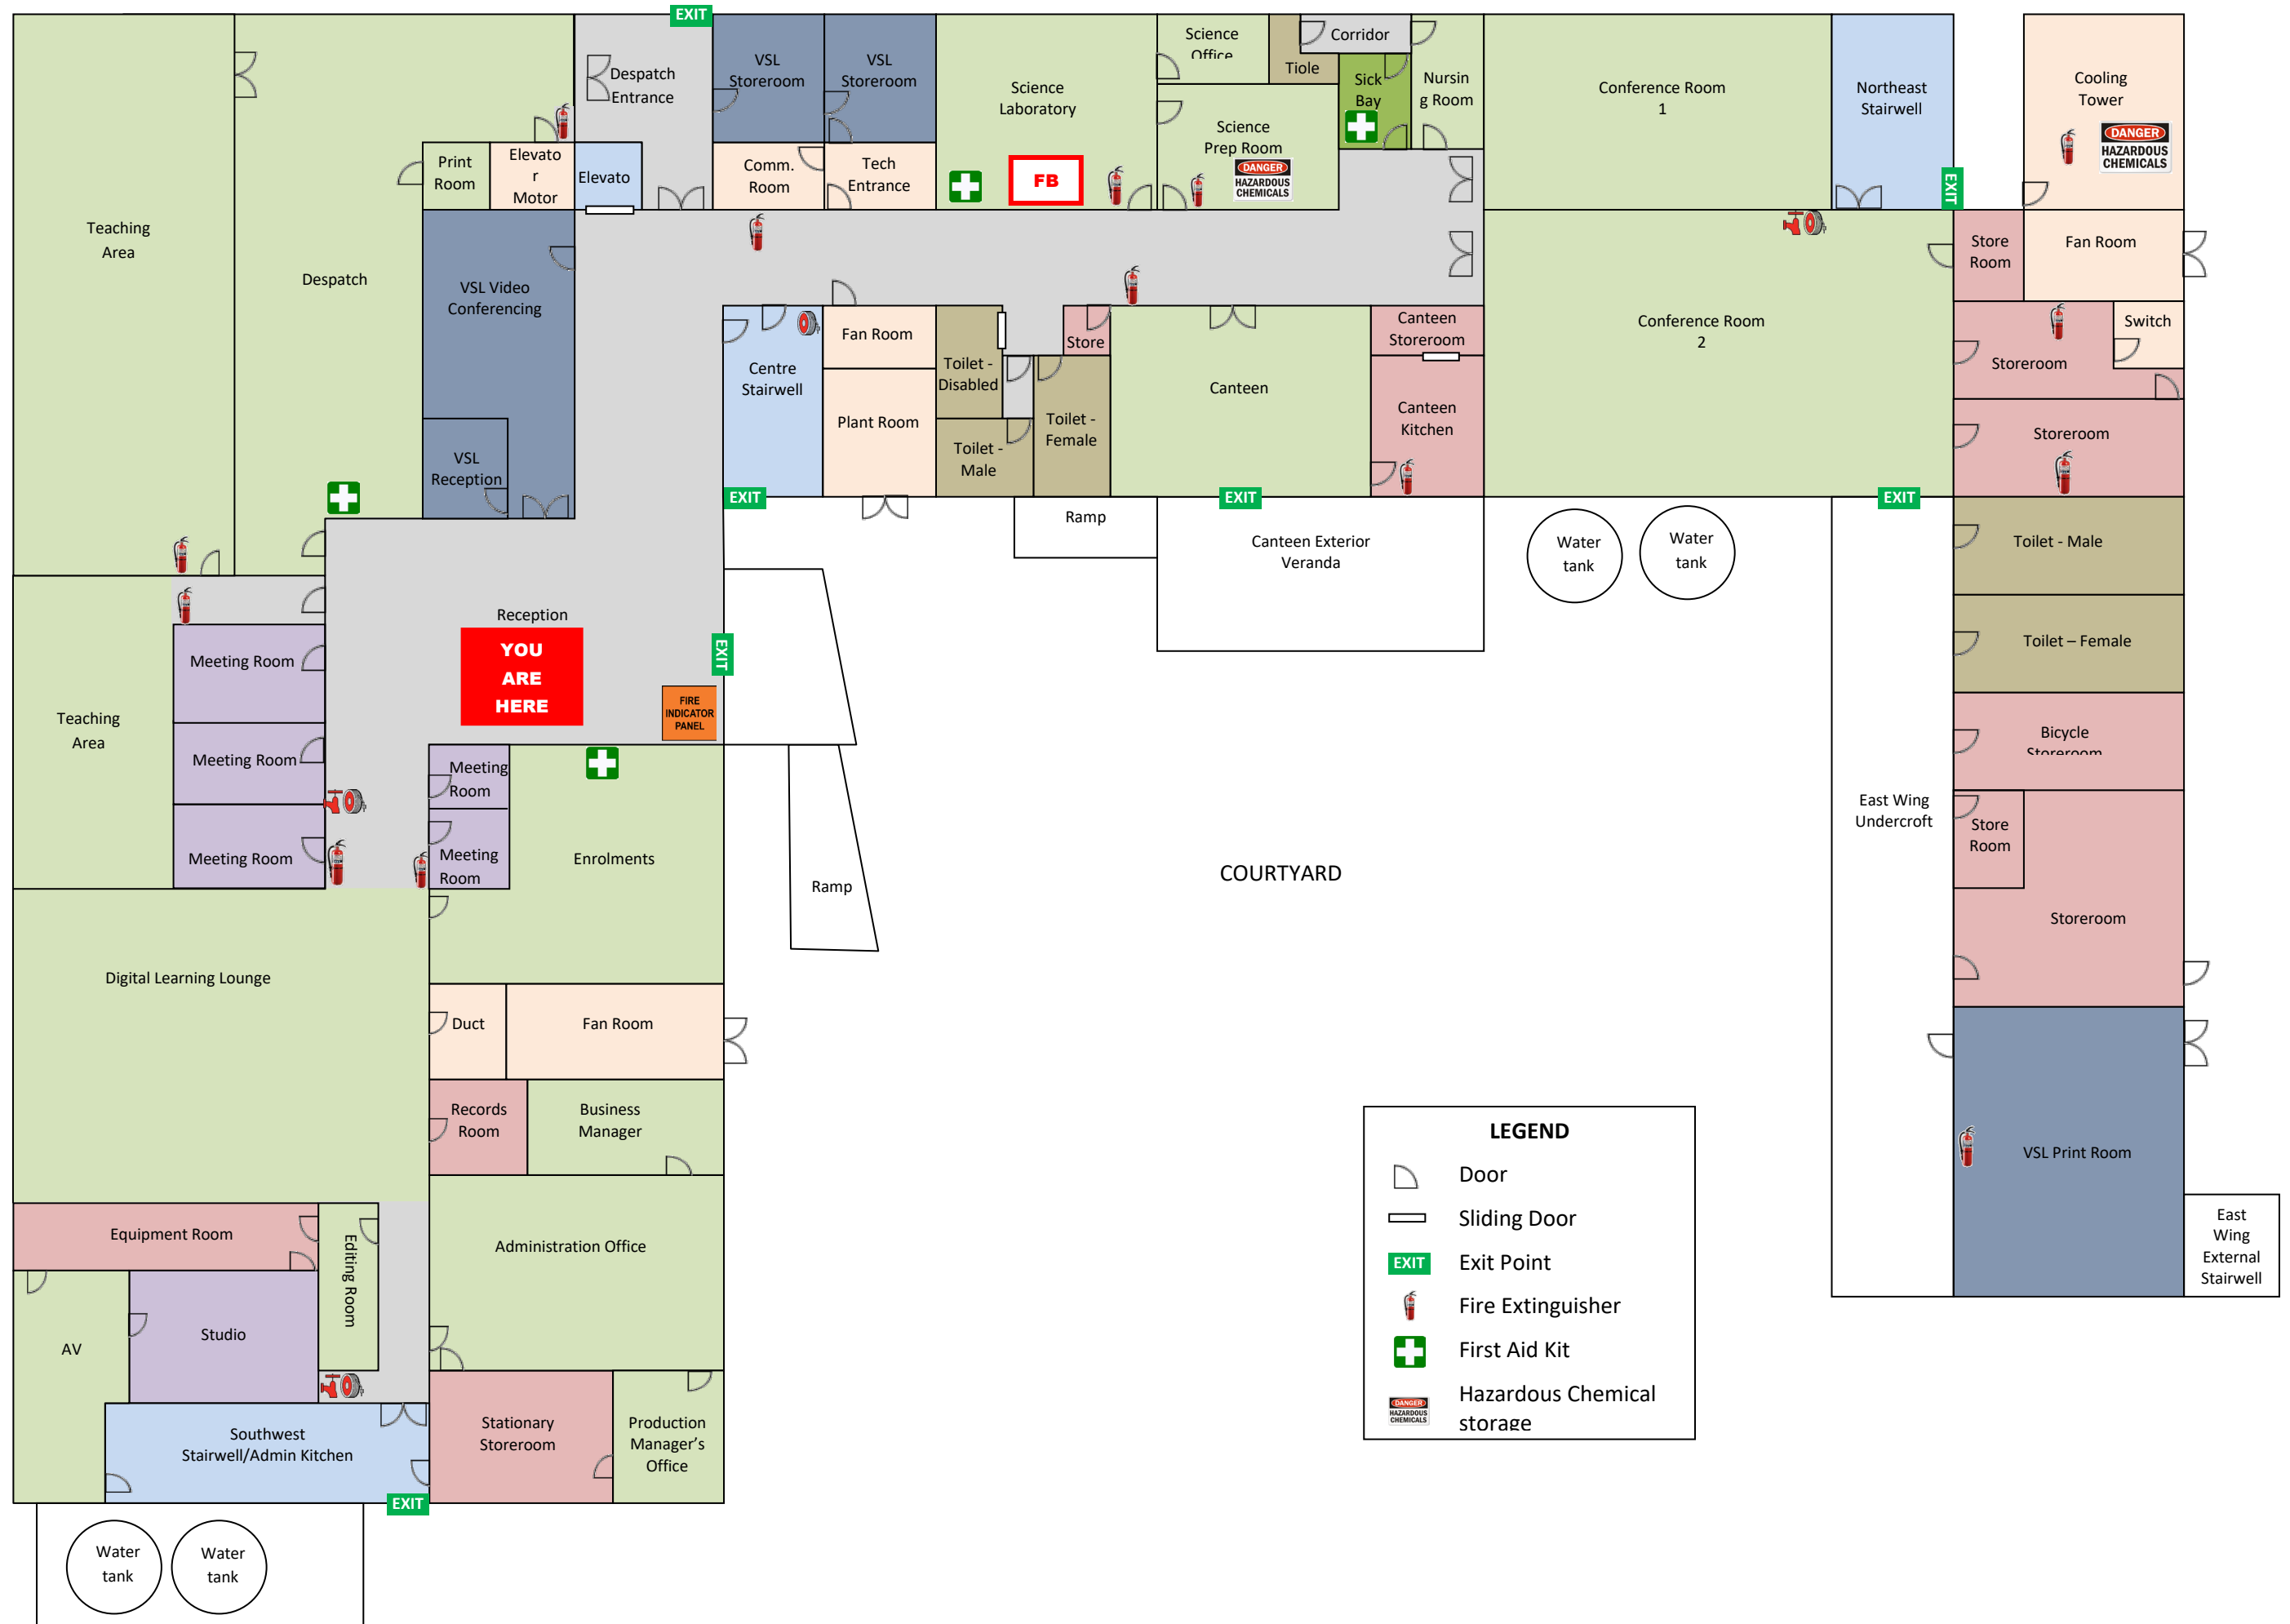 EXIT
Despatch
Entrance
VSL
Storeroom
VSL
Storeroom
Science
Laboratory
Science
Office
Tiole
Corridor
Sick
Bay
Nursin
g Room
Conference Room
1
Northeast
Stairwell
Cooling
Tower
DANGER
HAZARDOUS
CHEMICALS
Science
Prep Room
DANGER
HAZARDOUS
CHEMICALS
Print
Room
Elevato
r
Motor
Elevato
Comm.
Room
Tech
Entrance
FB
EXIT
Teaching
Area
Despatch
VSL Video
Conferencing
Store
Room
Fan Room
Conference Room
2
Switch
Storeroom
Fan Room
Centre
Stairwell
Toilet -
Disabled
Store
Canteen
Storeroom
Canteen
Plant Room
Toilet -
Male
Toilet -
Female
Canteen
Kitchen
Storeroom
VSL
Reception
EXIT
EXIT
EXIT
Ramp
Canteen Exterior
Veranda
Water
tank
Water
tank
Toilet - Male
Reception
YOU
ARE
HERE
EXIT
FIRE
INDICATOR
PANEL
Meeting Room
Toilet – Female
Teaching
Area
Meeting Room
Meeting
Room
Bicycle
Storeroom
Meeting Room
Meeting
Room
Enrolments
Ramp
COURTYARD
East Wing
Undercroft
Store
Room
Storeroom
Digital Learning Lounge
Duct
Fan Room
Records
Room
Business
Manager
VSL Print Room
LEGEND
Door
Sliding Door
EXIT
Exit Point
Fire Extinguisher
First Aid Kit
DANGER
HAZARDOUS
CHEMICALS
Hazardous Chemical
storage
East
Wing
External
Stairwell
Equipment Room
Editing Room
Administration Office
AV
Studio
Southwest
Stairwell/Admin Kitchen
Stationary
Storeroom
Production
Manager’s
Office
EXIT
Water
tank
Water
tank